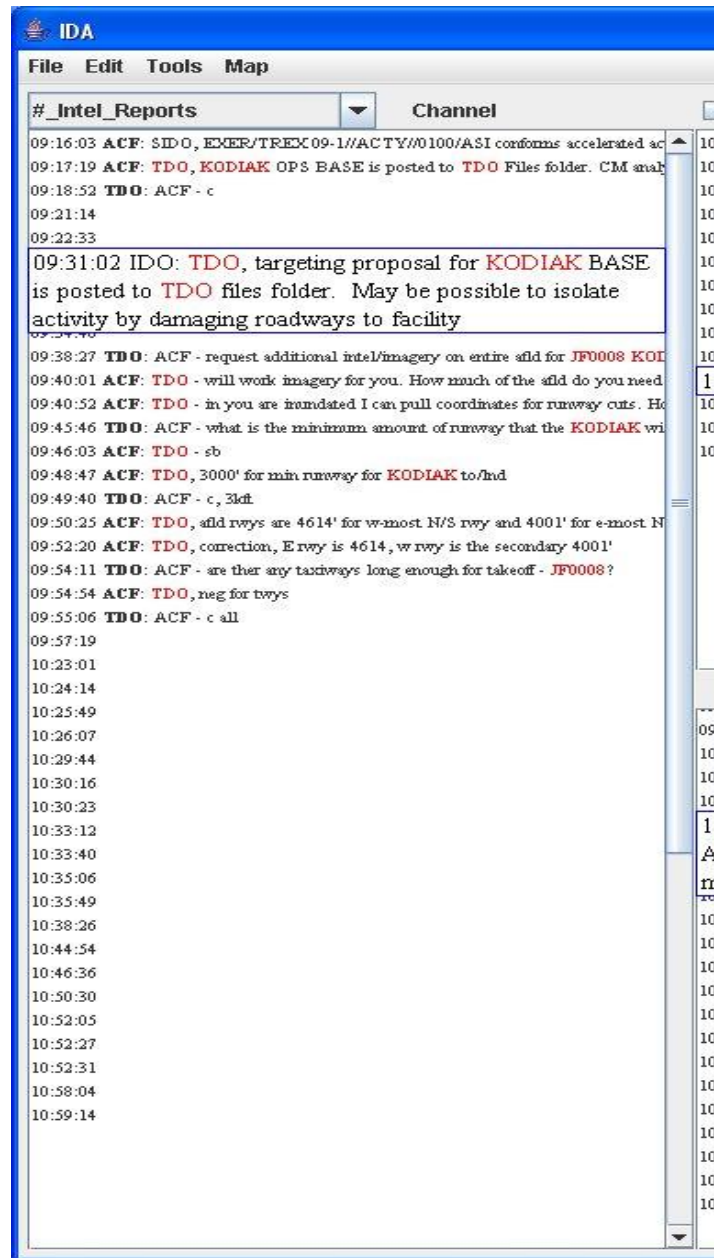 IDA
File Edit Tools Map
#_Intel_Reports Channel
09:16:03 ACF: SIDO, EXER/TREX 09-1//ACTY//0100/ASI conforms accelerated ac
09:17:19 ACF: TDO, KODIAK OPS BASE is posted to TDO Files folder. CM analy
09:18:52 TDO: ACF - c
09:21:14
09:22:33
09:31:02 IDO: TDO, targeting proposal for KODIAK BASE
is posted to TDO files folder. May be possible to isolate
activity by damaging roadways to facility
09:38:27 TDO: ACF - request additional intel/imagery on entire afld for JF0008 KOD
09:40:01 ACF: TDO - will work imagery for you. How much of the afld do you need
09:40:52 ACF: TDO - in you are inundated I can pull coordinates for runway cuts. Ho
09:45:46 TDO: ACF - what is the minimum amount of runway that the KODIAK wi
09:46:03 ACF: TDO - sb
09:48:47 ACF: TDO, 3000' for min runway for KODIAK to/lnd
09:49:40 TDO: ACF - c, 3kft
09:50:25 ACF: TDO, afld rwys are 4614' for w-most N/S rwy and 4001' for e-most N
09:52:20 ACF: TDO, correction, E rwy is 4614, w rwy is the secondary 4001'
09:54:11 TDO: ACF - are ther any taxiways long enough for takeoff - JF0008?
09:54:54 ACF: TDO, neg for twys
09:55:06 TDO: ACF - c all
09:57:19
10:23:01
10:24:14
10:25:49
10:26:07
10:29:44
10:30:16
10:30:23
10:33:12
10:33:40
10:35:06
10:35:49
10:38:26
10:44:54
10:46:36
10:50:30
10:52:05
10:52:27
10:52:31
10:58:04
10:59:14